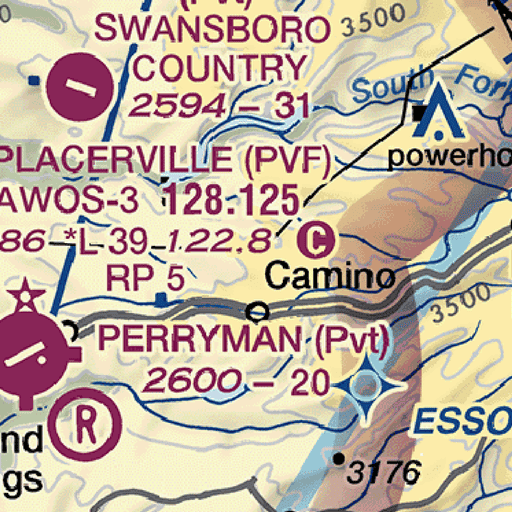 SWANSBORO
3500
COUNTRY
2594 – 31
South Fork
PLACERVILLE (PVF)
powerho
AWOS-3 128.125
86 *L 39 122.8 C
RP 5
Camino
3500
PERRYMAN (Pvt)
2600 – 20
R
ESSO
nd
gs
3176